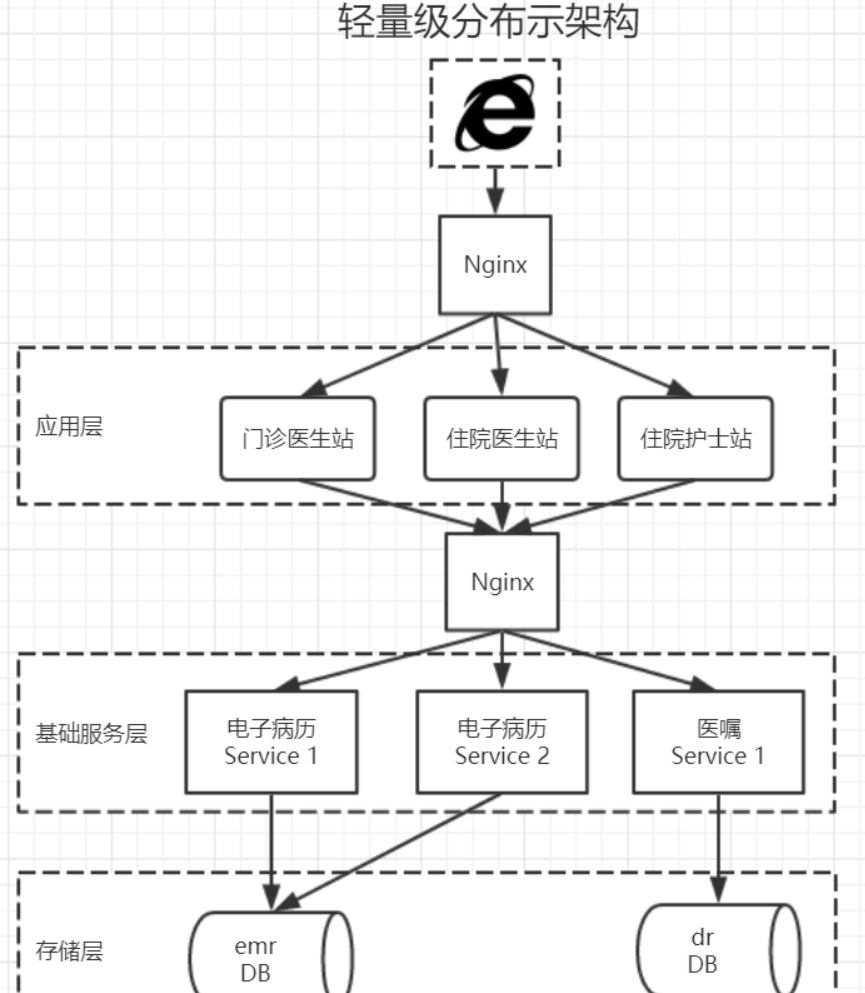 轻量级分布示架构
Nginx
应用层
门诊医生站
住院医生站
住院护士站
Nginx
基础服务层
电子病历
Service 1
电子病历
Service 2
医嘱
Service 1
存储层
emr
DB
dr
DB